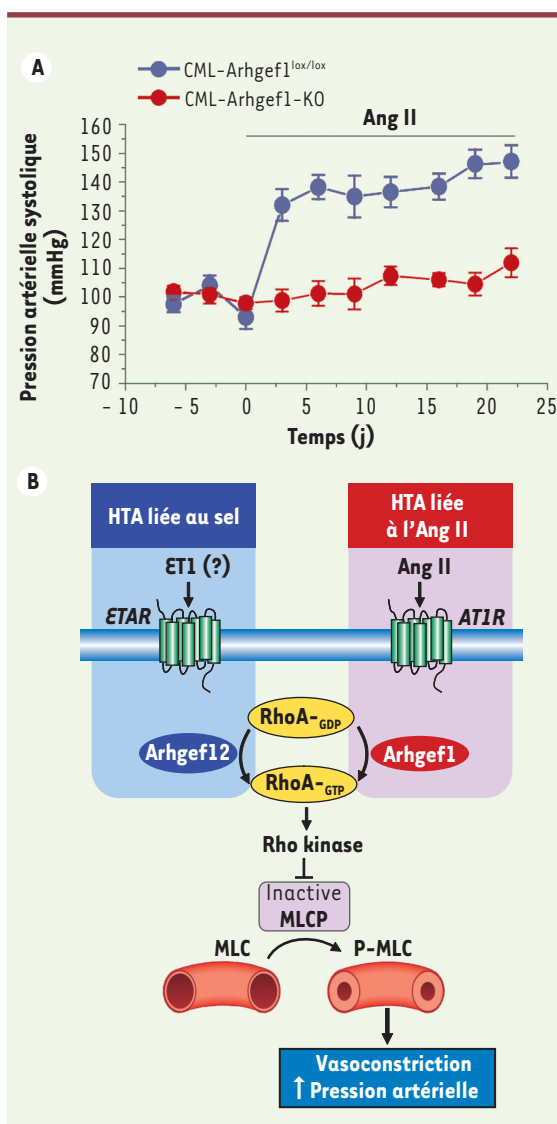 A
CML-Arhgef1lox/lox
CML-Arhgef1-KO
Ang II
Pression artérielle systolique
(mmHg)
160
150
140
130
120
110
100
90
80
70
– 10 – 5 0 5 10 15 20 25
Temps (j)
B
HTA liée au sel
HTA liée
à l'Ang II
ET1 (?)
Ang II
ETAR
AT1R
RhoA-GDP
Arhgef12
Arhgef1
RhoA-GTP
Rho kinase
Inactive
MLCP
MLC
P-MLC
Vasoconstriction
↑ Pression artérielle